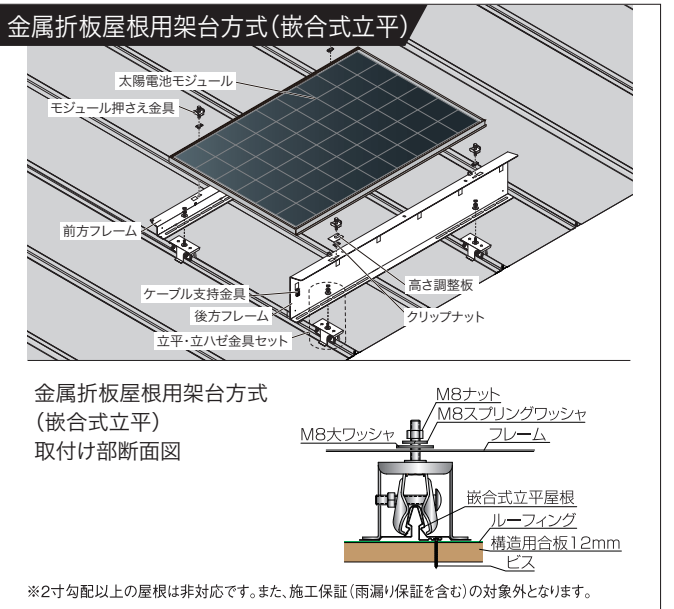 金属折板屋根用架台方式(嵌合式立平)
太陽電池モジュール
モジュール押さえ金具
前方フレーム
ケーブル支持金具
後方フレーム
立平・立ハゼ金具セット
高さ調整板
クリップナット
金属折板屋根用架台方式
(嵌合式立平)
取付け部断面図
M8ナット
M8スプリングワッシャ
M8大ワッシャ
フレーム
嵌合式立平屋根
ルーフィング
構造用合板12mm
ビス
※2寸勾配以上の屋根は非対応です。また、施工保証(雨漏り保証を含む)の対象外となります。